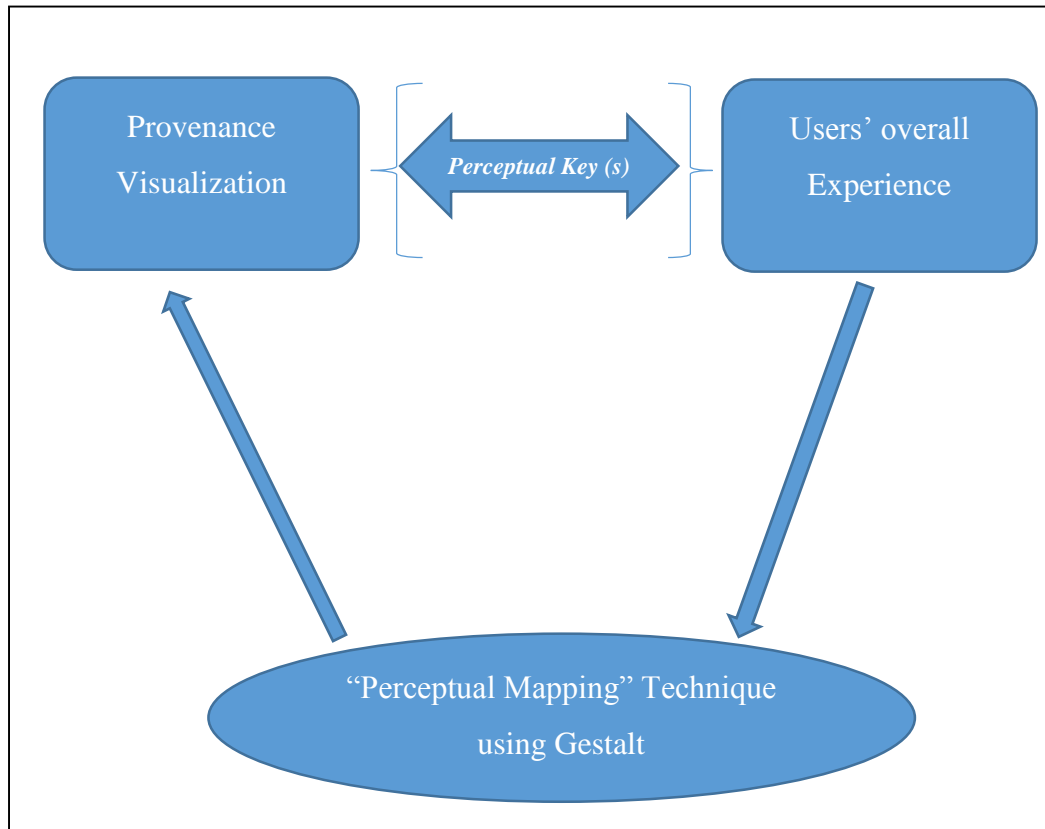 Provenance
Visualization
Perceptual Key (s)
Users’ overall
Experience
“Perceptual Mapping” Technique
using Gestalt